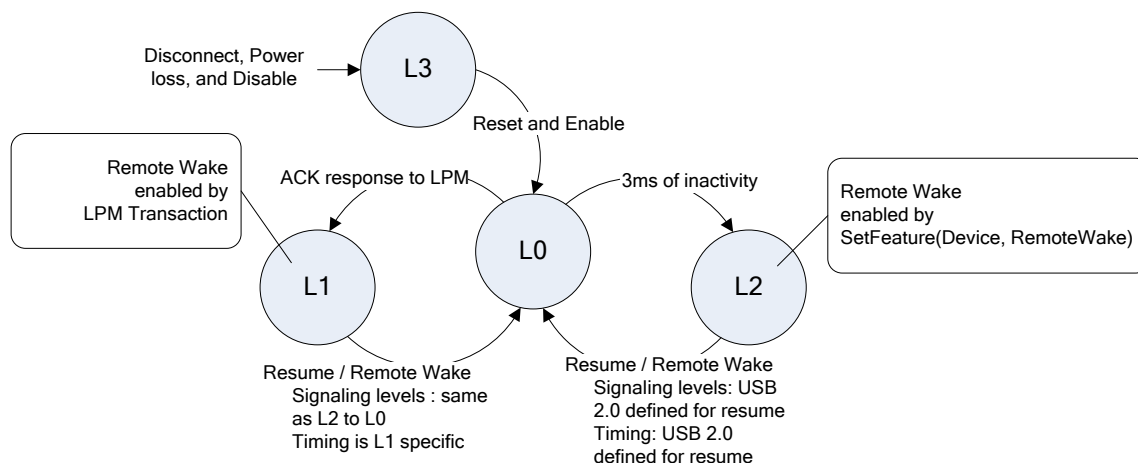 Disconnect, Power
loss, and Disable
L3
Reset and Enable
Remote Wake
enabled by
LPM Transaction
ACK response to LPM
3ms of inactivity
Remote Wake
enabled by
SetFeature(Device, RemoteWake)
L0
L1
L2
Resume / Remote Wake
Signaling levels : same
as L2 to L0
Timing is L1 specific
Resume / Remote Wake
Signaling levels: USB
2.0 defined for resume
Timing: USB 2.0
defined for resume